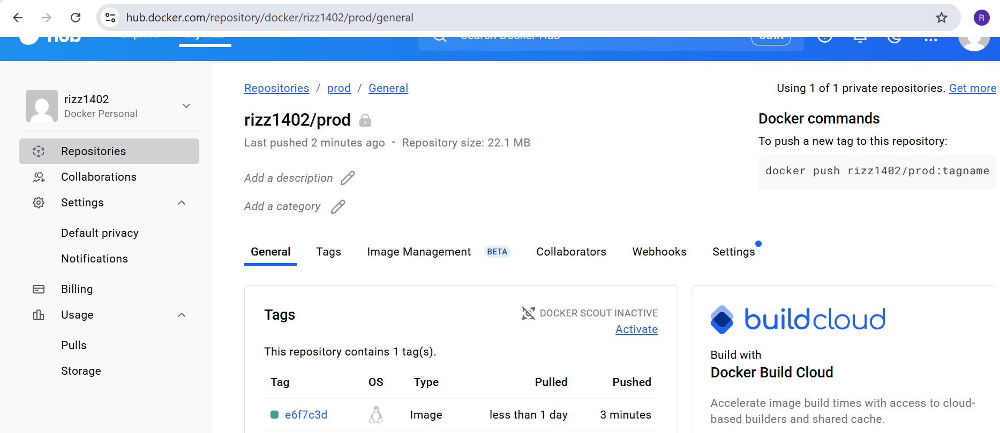 hub.docker.com/repository/docker/rizz1402/prod/general
R
hub
Search Docker Hub
rizz1402
Docker Personal
Repositories
Collaborations
Settings
Default privacy
Notifications
Billing
Usage
Pulls
Storage
Repositories / prod / General
Using 1 of 1 private repositories. Get more
rizz1402/prod
Last pushed 2 minutes ago • Repository size: 22.1 MB
Add a description
Add a category
Docker commands
To push a new tag to this repository:
docker push rizz1402/prod:tagname
General Tags Image Management BETA Collaborators Webhooks Settings
Tags
DOCKER SCOUT INACTIVE
Activate
This repository contains 1 tag(s).
Tag OS Type Pulled Pushed
e6f7c3d Image less than 1 day 3 minutes
buildcloud
Build with
Docker Build Cloud
Accelerate image build times with access to cloud-
based builders and shared cache.